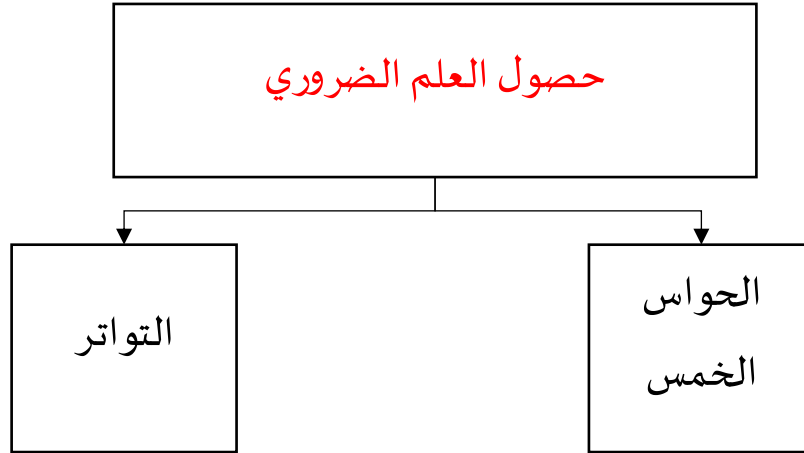 حصول العلم الضروري
الحواس
الخمس
التواتر